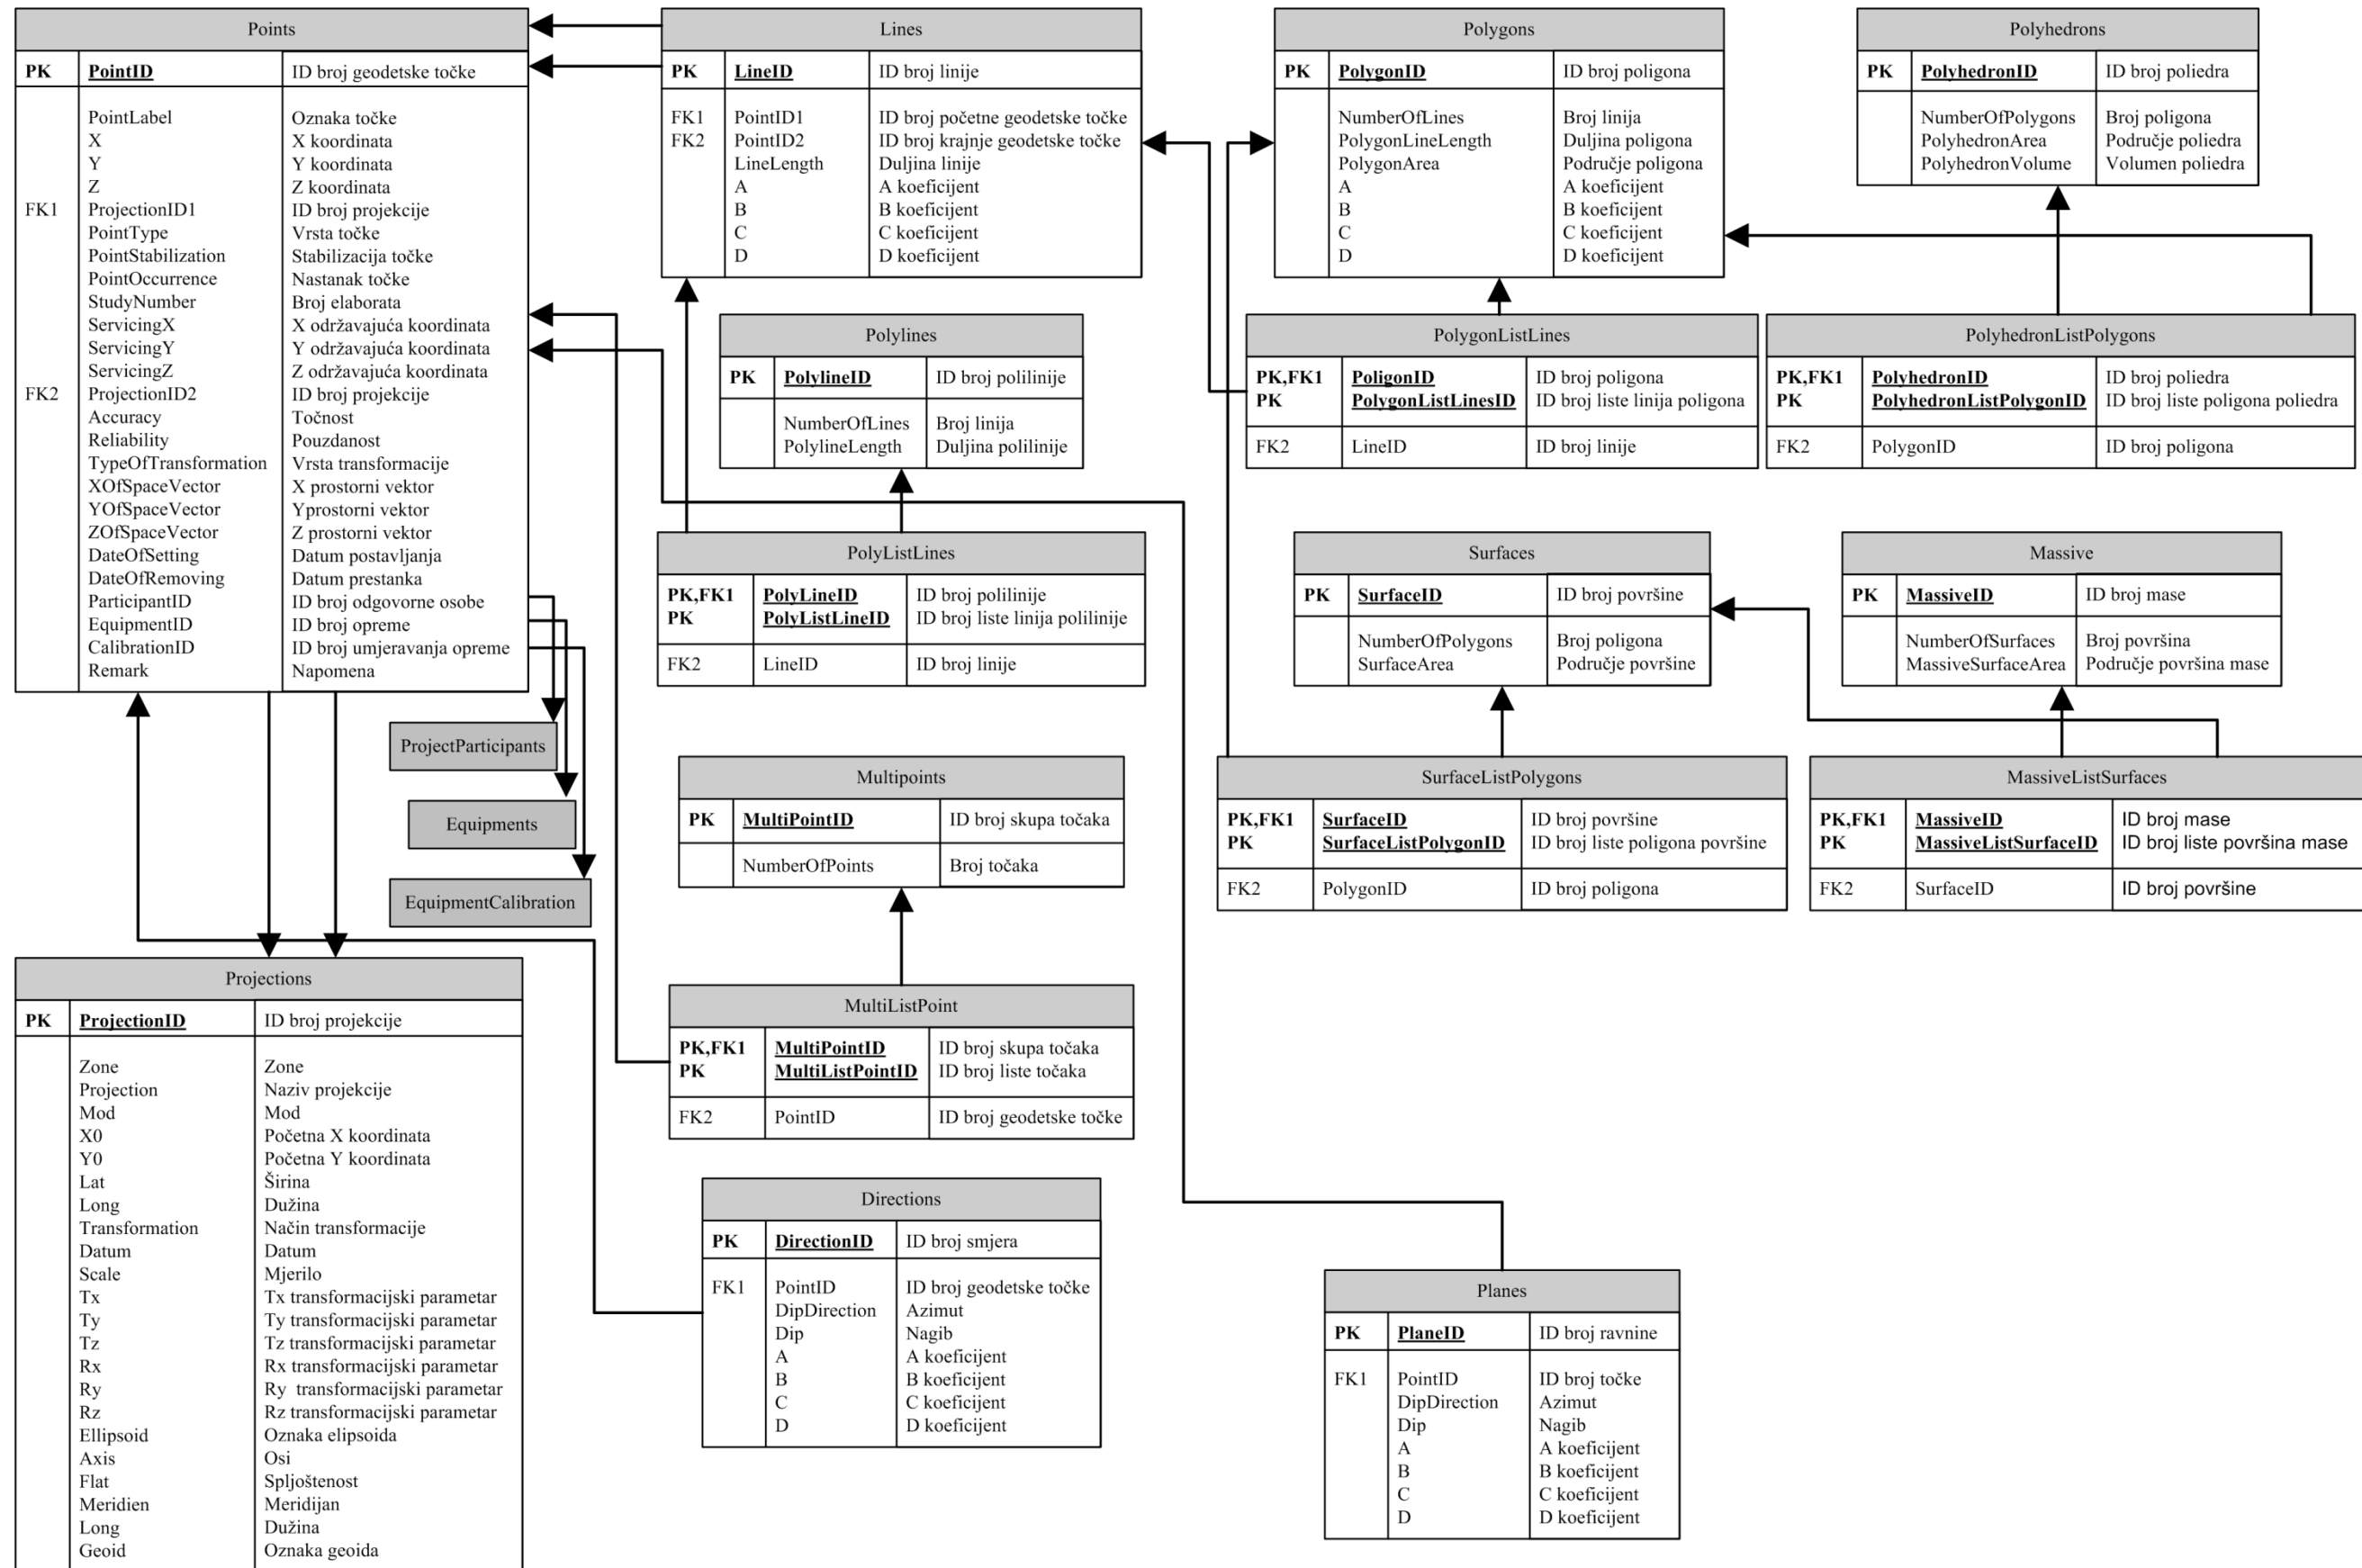 Points
PK PointID ID broj geodetske točke
PointLabel Oznaka točke
X X koordinata
Y Y koordinata
Z Z koordinata
FK1 ProjectionID1 ID broj projekcije
PointType Vrsta točke
PointStabilization Stabilizacija točke
PointOccurrence Nastanak točke
StudyNumber Broj elaborata
ServicingX X održavajuća koordinata
ServicingY Y održavajuća koordinata
ServicingZ Z održavajuća koordinata
FK2 ProjectionID2 ID broj projekcije
Accuracy Točnost
Reliability Pouzdanost
TypeOfTransformation Vrsta transformacije
XOfSpaceVector X prostorni vektor
YOfSpaceVector Yprostorni vektor
ZOfSpaceVector Z prostorni vektor
DateOfSetting Datum postavljanja
DateOfRemoving Datum prestanka
ParticipantID ID broj odgovorne osobe
EquipmentID ID broj opreme
CalibrationID ID broj umjeravanja opreme
Remark Napomena
ProjectParticipants
Equipments
EquipmentCalibration
Projections
PK ProjectionID ID broj projekcije
Zone Zone
Projection Naziv projekcije
Mod Mod
X0 Početna X koordinata
Y0 Početna Y koordinata
Lat Širina
Long Dužina
Transformation Način transformacije
Datum Datum
Scale Mjerilo
Tx Tx transformacijski parametar
Ty Ty transformacijski parametar
Tz Tz transformacijski parametar
Rx Rx transformacijski parametar
Ry Ry transformacijski parametar
Rz Rz transformacijski parametar
Ellipsoid Oznaka elipsoida
Axis Osi
Flat Spljoštenost
Meridien Meridijan
Long Dužina
Geoid Oznaka geoida
Lines
PK LineID ID broj linije
FK1 PointID1 ID broj početne geodetske točke
FK2 PointID2 ID broj krajnje geodetske točke
LineLength Duljina linije
A A koeficijent
B B koeficijent
C C koeficijent
D D koeficijent
Polylines
PK PolylineID ID broj polilinije
NumberOfLines Broj linija
PolylineLength Duljina polilinije
PolyListLines
PK,FK1 PolyLineID ID broj polilinije
PK PolyListLineID ID broj liste linija polilinije
FK2 LineID ID broj linije
Multipoints
PK MultiPointID ID broj skupa točaka
NumberOfPoints Broj točaka
MultiListPoint
PK,FK1 MultiPointID ID broj skupa točaka
PK MultiListPointID ID broj liste točaka
FK2 PointID ID broj geodetske točke
Directions
PK DirectionID ID broj smjera
FK1 PointID ID broj geodetske točke
DipDirection Azimut
Dip Nagib
A A koeficijent
B B koeficijent
C C koeficijent
D D koeficijent
Polygons
PK PolygonID ID broj poligona
NumberOfLines Broj linija
PolygonLineLength Duljina poligona
PolygonArea Područje poligona
A A koeficijent
B B koeficijent
C C koeficijent
D D koeficijent
PolygonListLines
PK,FK1 PoligonID ID broj poligona
PK PolygonListLinesID ID broj liste linija poligona
FK2 LineID ID broj linije
Surfaces
PK SurfaceID ID broj površine
NumberOfPolygons Broj poligona
SurfaceArea Područje površine
SurfaceListPolygons
PK,FK1 SurfaceID ID broj površine
PK SurfaceListPolygonID ID broj liste poligona površine
FK2 PolygonID ID broj poligona
Planes
PK PlaneID ID broj ravnine
FK1 PointID ID broj točke
DipDirection Azimut
Dip Nagib
A A koeficijent
B B koeficijent
C C koeficijent
D D koeficijent
Polyhedrons
PK PolyhedronID ID broj poliedra
NumberOfPolygons Broj poligona
PolyhedronArea Područje poliedra
PolyhedronVolume Volumen poliedra
PolyhedronListPolygons
PK,FK1 PolyhedronID ID broj poliedra
PK PolyhedronListPolygonID ID broj liste poligona poliedra
FK2 PolygonID ID broj poligona
Massive
PK MassiveID ID broj mase
NumberOfSurfaces Broj površina
MassiveSurfaceArea Područje površina mase
MassiveListSurfaces
PK,FK1 MassiveID ID broj mase
PK MassiveListSurfaceID ID broj liste površina mase
FK2 SurfaceID ID broj površine